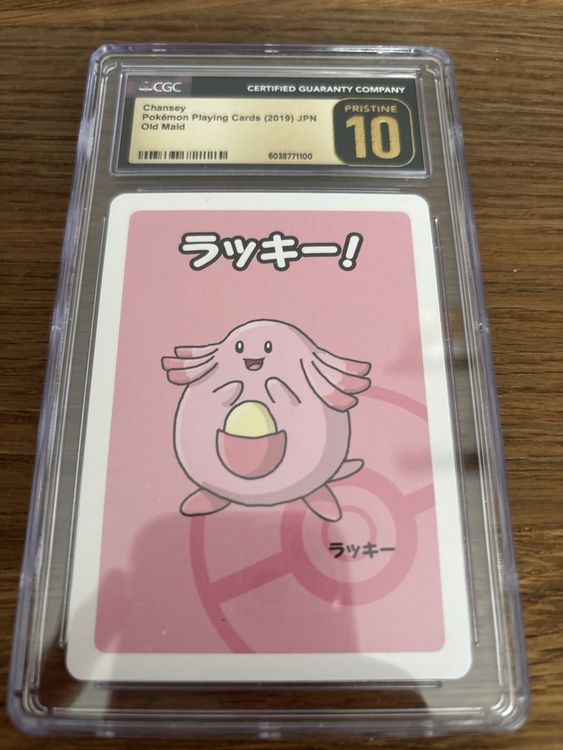 CGC
CERTIFIED GUARANTY COMPANY
Chansey
Pokémon Playing Cards (2019) JPN
Old Maid
PRISTINE
10
6038771100
ラッキー！
ラッキー